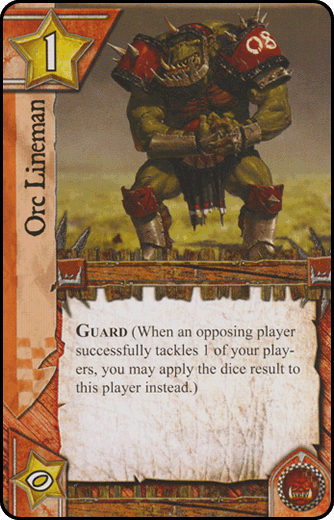 1
08
Orc Lineman
GUARD (When an opposing player
successfully tackles 1 of your play-
ers, you may apply the dice result to
this player instead.)
0